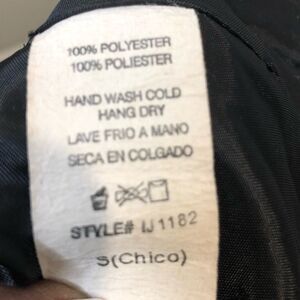 100% POLYESTER
100% POLIESTER
HAND WASH COLD
HANG DRY
LAVE FRIO A MANO
SECA EN COLGADO
STYLE# IJ1182
S(Chico)